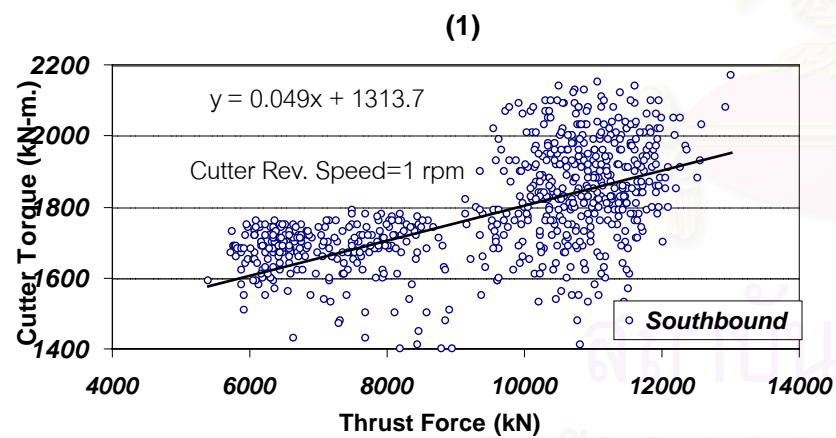 (1)
Cutter Torque (kN-m.)
2200
2000
1800
1600
1400
y = 0.049x + 1313.7
Cutter Rev. Speed=1 rpm
Southbound
4000 6000 8000 10000 12000 14000
Thrust Force (kN)